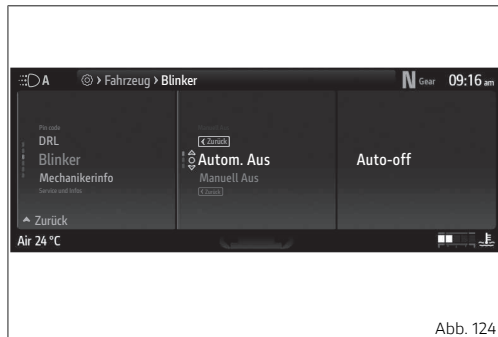 A > Fahrzeug > Blinker N Gear 09:16 am
Pin code
DRL
Blinker
Mechanikerinfo
Service und Infos
Zurück
Zurück
Autom. Aus
Manuell Aus
Zurück
Auto-off
Air 24 °C
Abb. 124